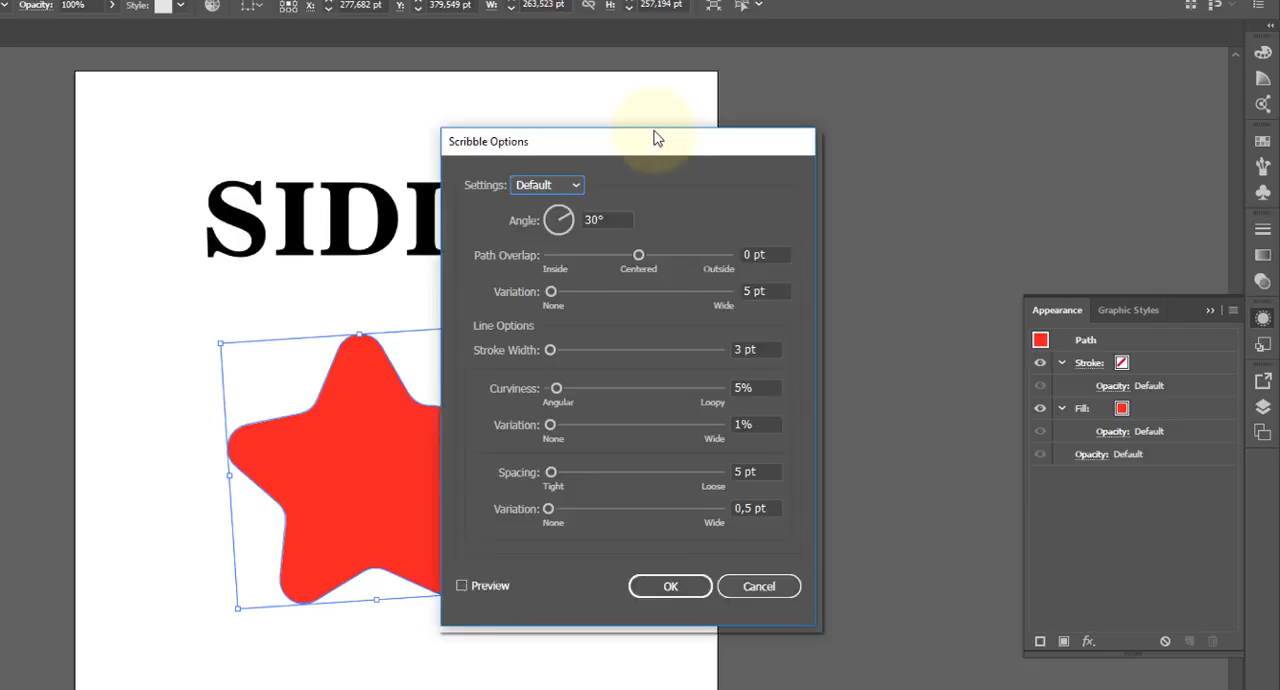 Opacity: 100% Style: X: 277,682 pt Y: 379,549 pt W: 263,523 pt H: 257,194 pt
Scribble Options
Settings: Default
SIDI
Angle: 30°
Path Overlap: 0 pt
Inside Centered Outside
Variation: 5 pt
None Wide
Appearance Graphic Styles
Line Options
Path
Stroke Width: 3 pt
Stroke:
Curviness: 5%
Opacity: Default
Angular Loopy
Fill:
Variation: 1%
Opacity: Default
None Wide
Opacity: Default
Spacing: 5 pt
Tight Loose
Variation: 0,5 pt
None Wide
Preview OK Cancel
fx.